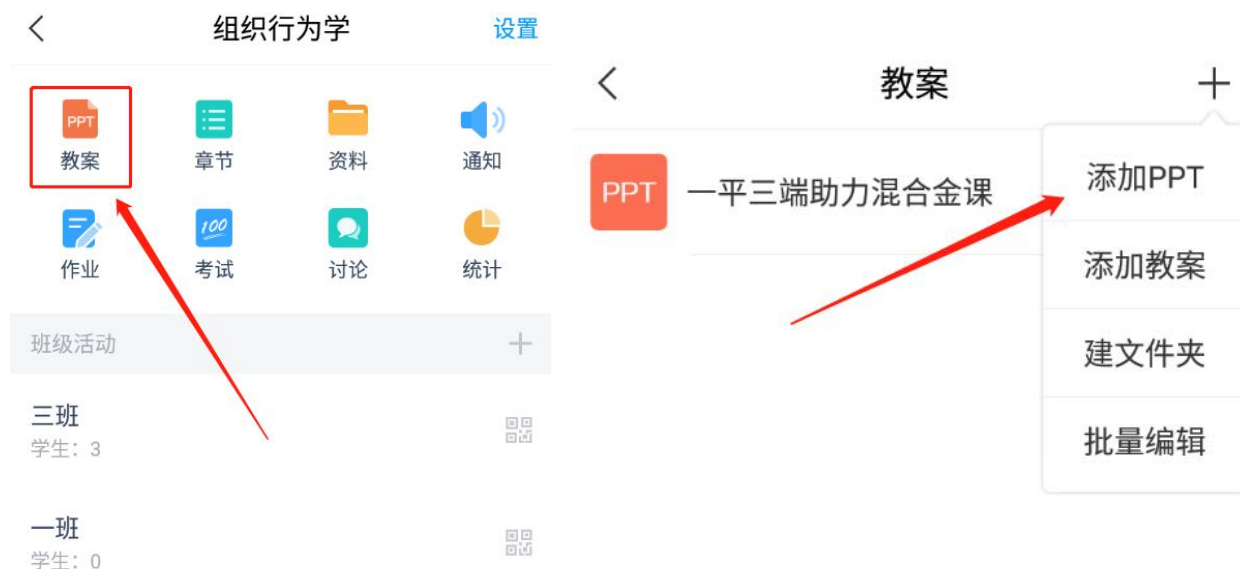 组织行为学
设置
PPT
教案
章节
资料
通知
作业
100
考试
讨论
统计
班级活动
三班
学生：3
一班
学生：0
教案
PPT
一平三端助力混合金课
添加PPT
添加教案
建文件夹
批量编辑